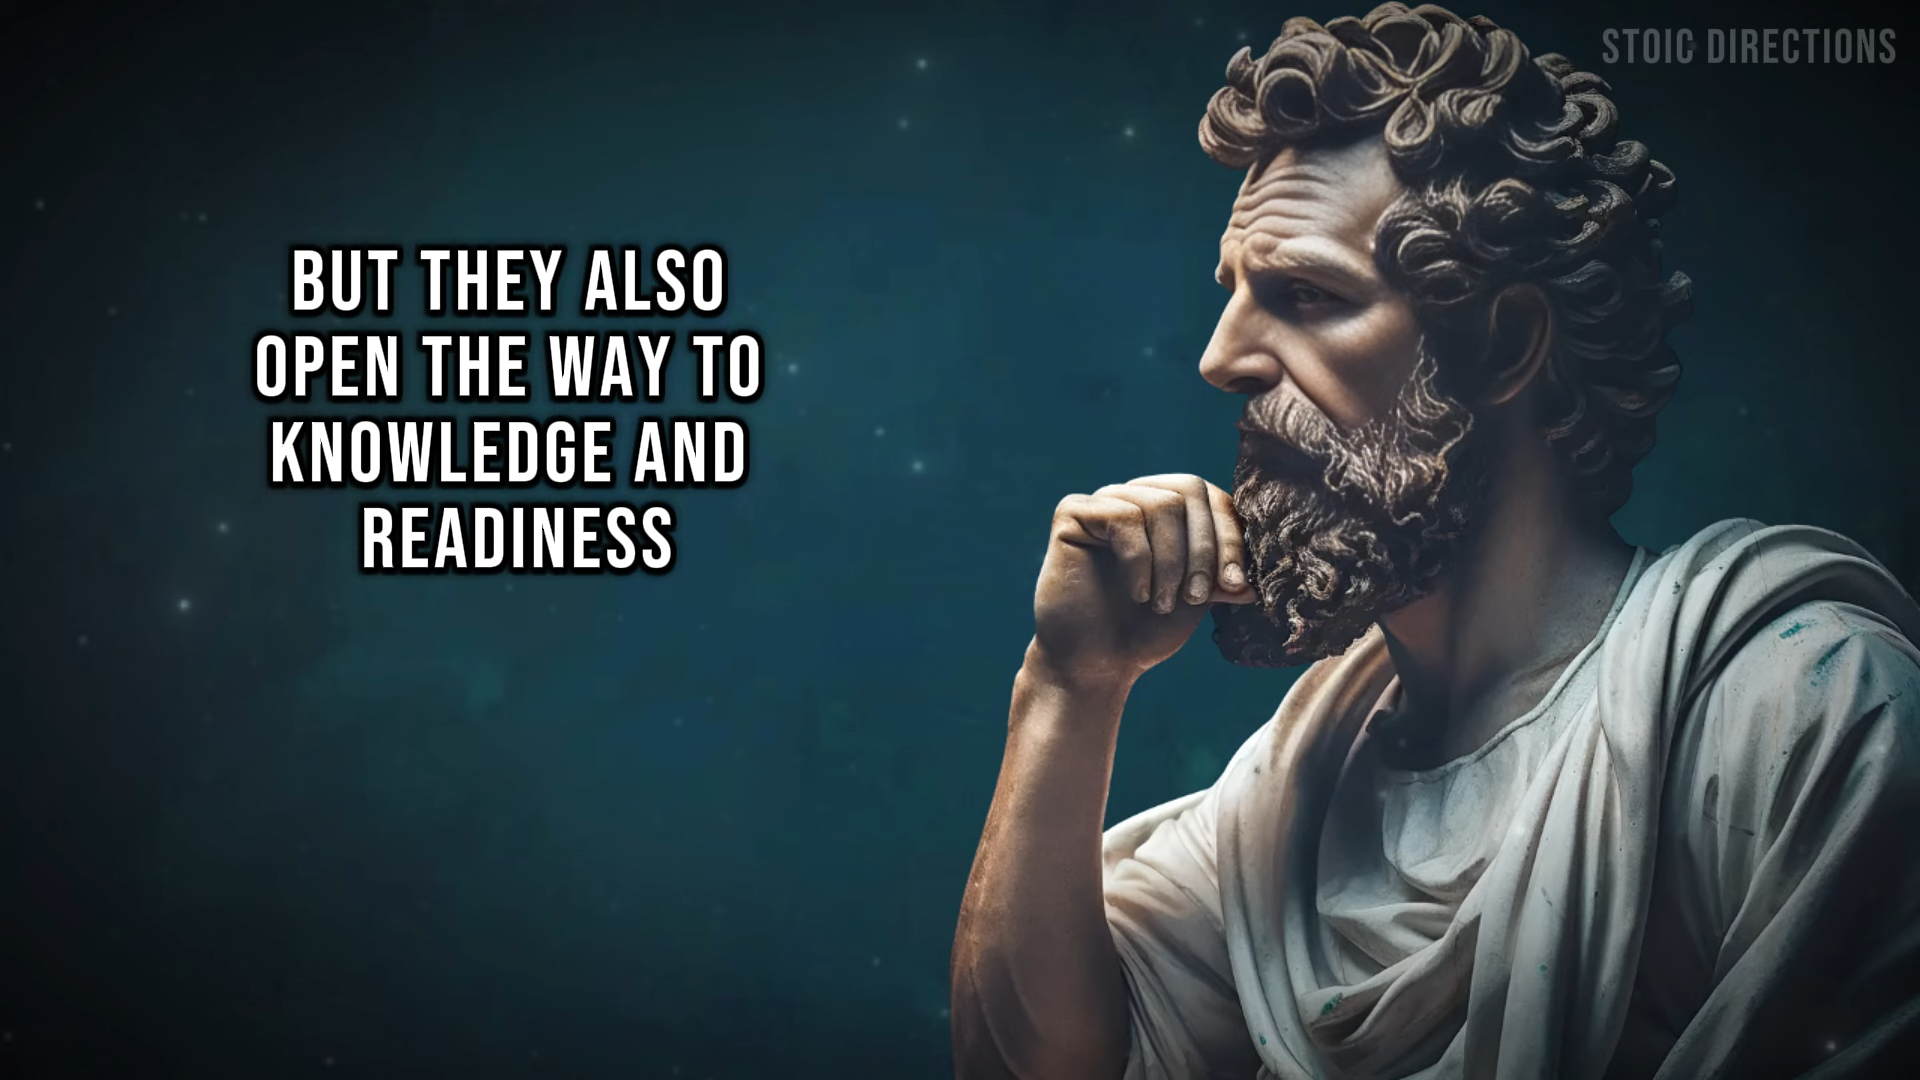 STOIC DIRECTIONS
BUT THEY ALSO
OPEN THE WAY TO
KNOWLEDGE AND
READINESS